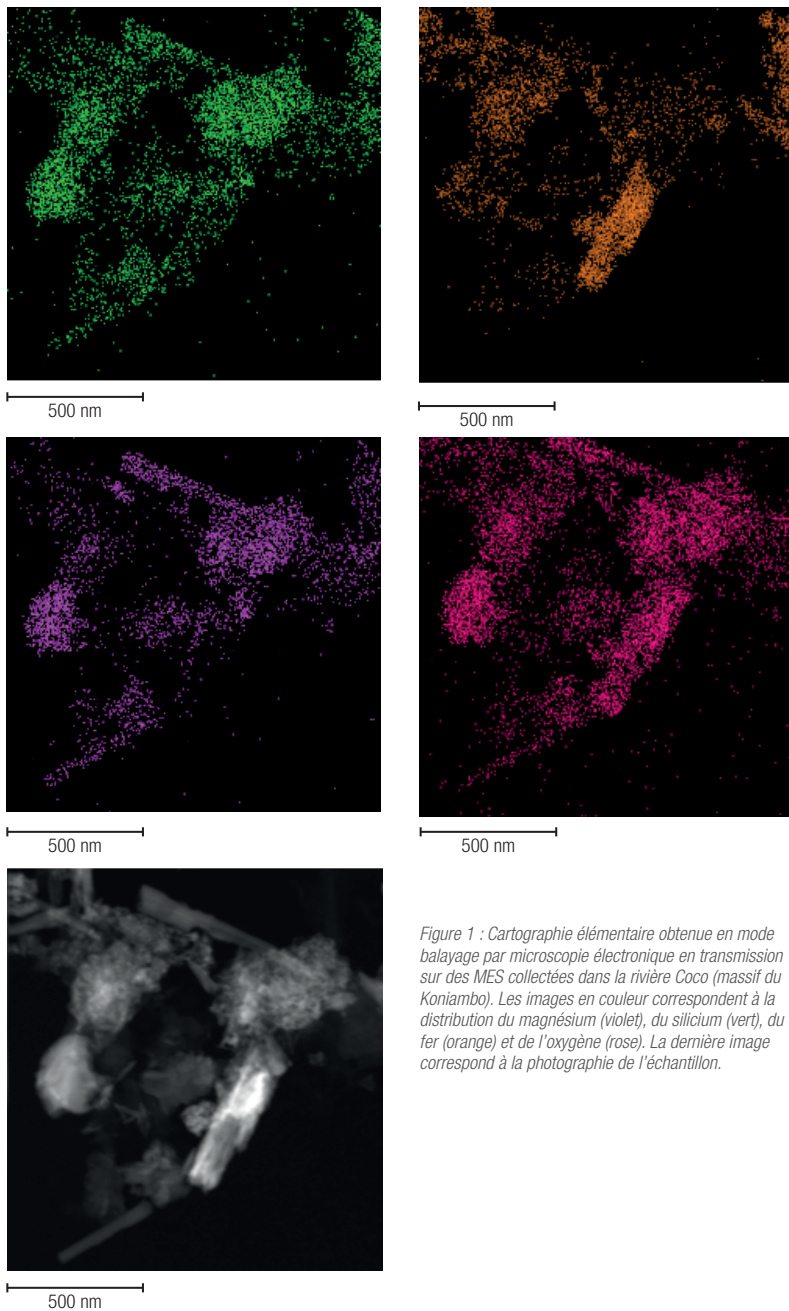 500 nm
500 nm
500 nm
500 nm
Figure 1 : Cartographie élémentaire obtenue en mode
balayage par microscopie électronique en transmission
sur des MES collectées dans la rivière Coco (massif du
Koniambo). Les images en couleur correspondent à la
distribution du magnésium (violet), du silicium (vert), du
fer (orange) et de l'oxygène (rose). La dernière image
correspond à la photographie de l'échantillon.
500 nm